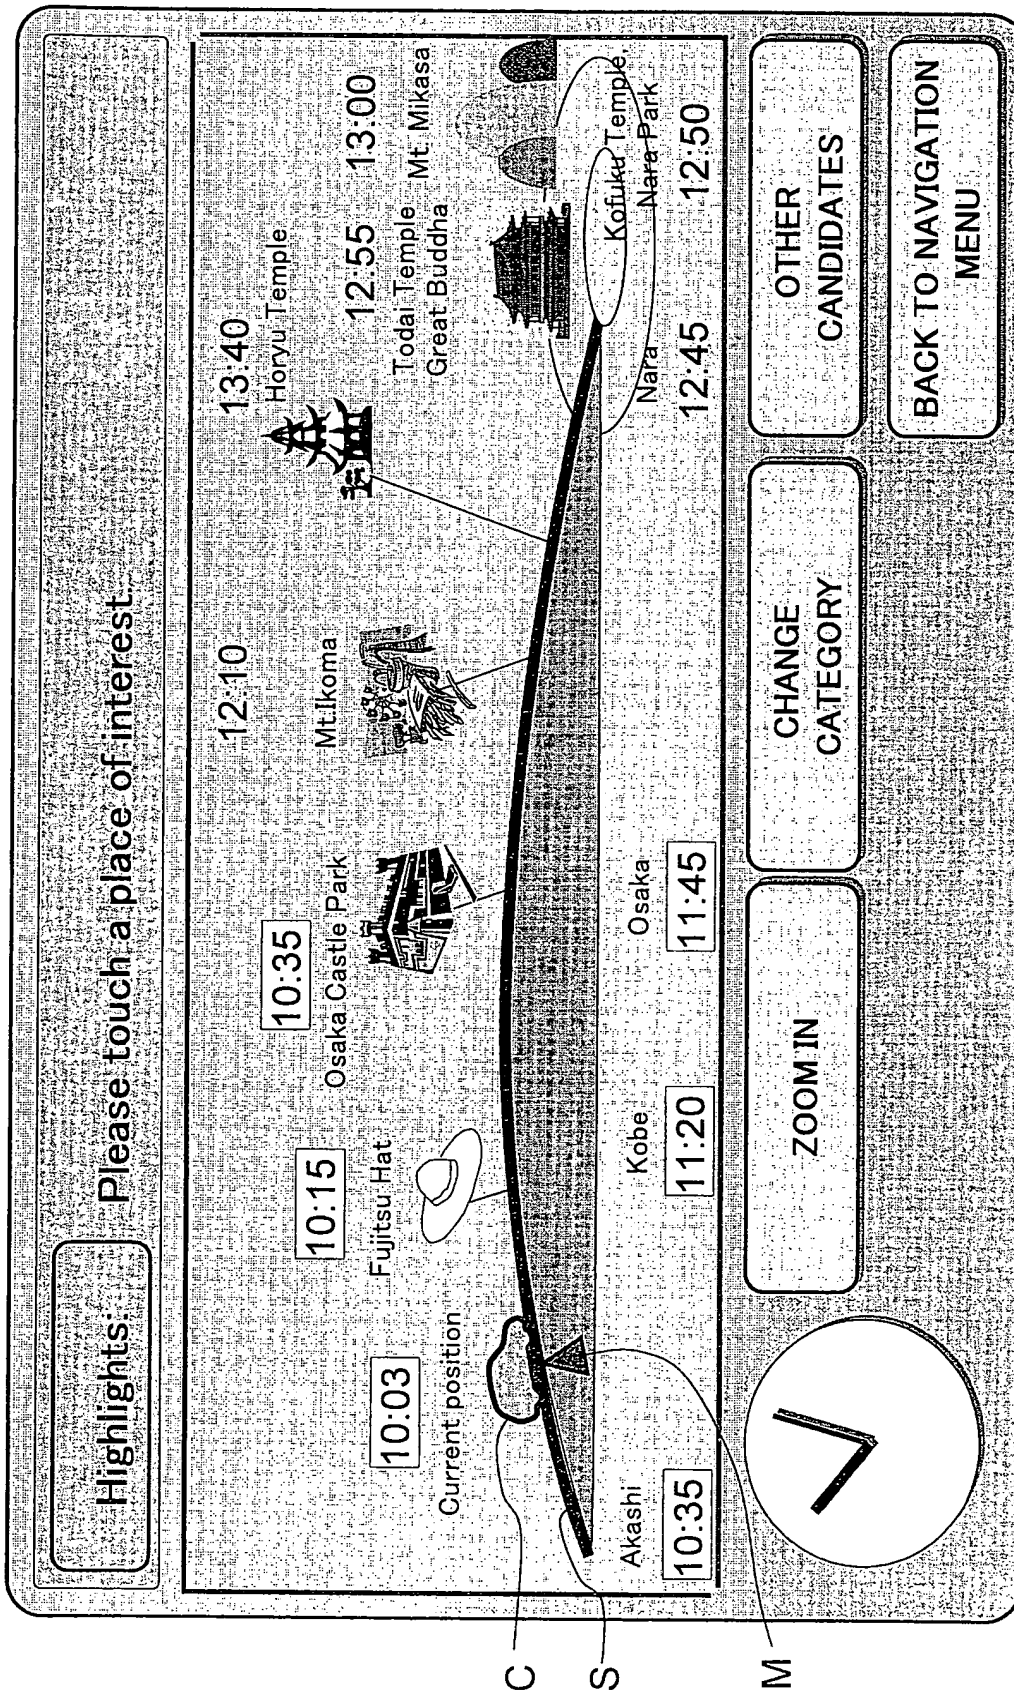 Highlights:
Please touch a place of interest.
10:03
Current position
10:15
Fujitsu Hat
10:35
Osaka Castle Park
12:10
Mt.Ikoma
13:40
Horyu Temple
12:55
Todai Temple
Great Buddha
13:00
Mt. Mikasa
Akashi
10:35
Kobe
11:20
Osaka
11:45
Nara
12:45
Kofuku Temple,
Nara Park
12:50
ZOOM IN
CHANGE
CATEGORY
OTHER
CANDIDATES
BACK TO NAVIGATION
MENU
C
S
M